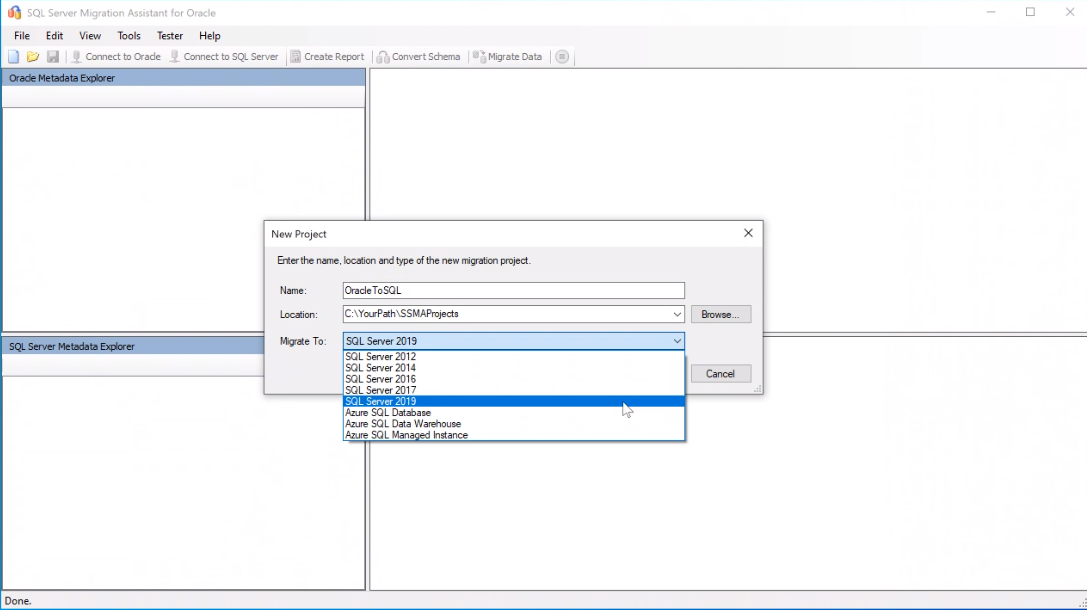 SQL Server Migration Assistant for Oracle
File Edit View Tools Tester Help
Connect to Oracle Connect to SQL Server Create Report Convert Schema Migrate Data
Oracle Metadata Explorer
New Project
Enter the name, location and type of the new migration project.
Name: OracleToSQL
Location: C:\YourPath\SSMAProjects Browse...
Migrate To: SQL Server 2019
SQL Server 2012
SQL Server 2014
SQL Server 2016
SQL Server 2017
SQL Server 2019
Azure SQL Database
Azure SQL Data Warehouse
Azure SQL Managed Instance
Cancel
SQL Server Metadata Explorer
Done.